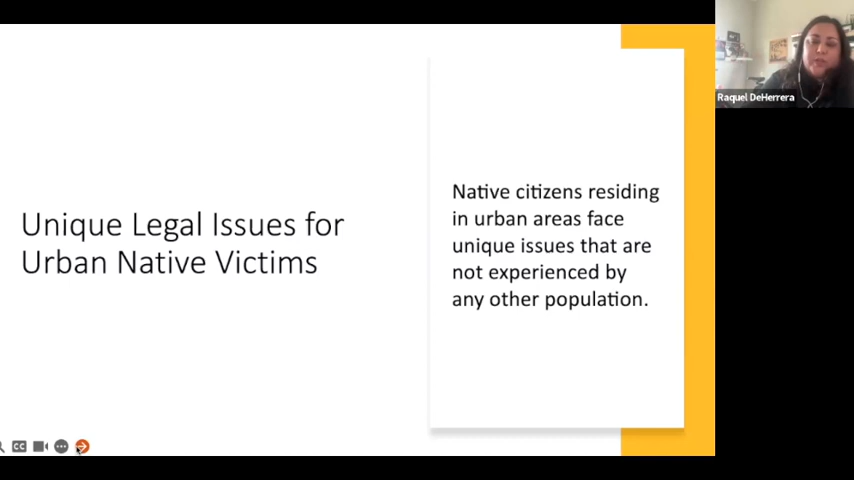 Unique Legal Issues for
Urban Native Victims
Native citizens residing
in urban areas face
unique issues that are
not experienced by
any other population.
Raquel DeHerrera
CC